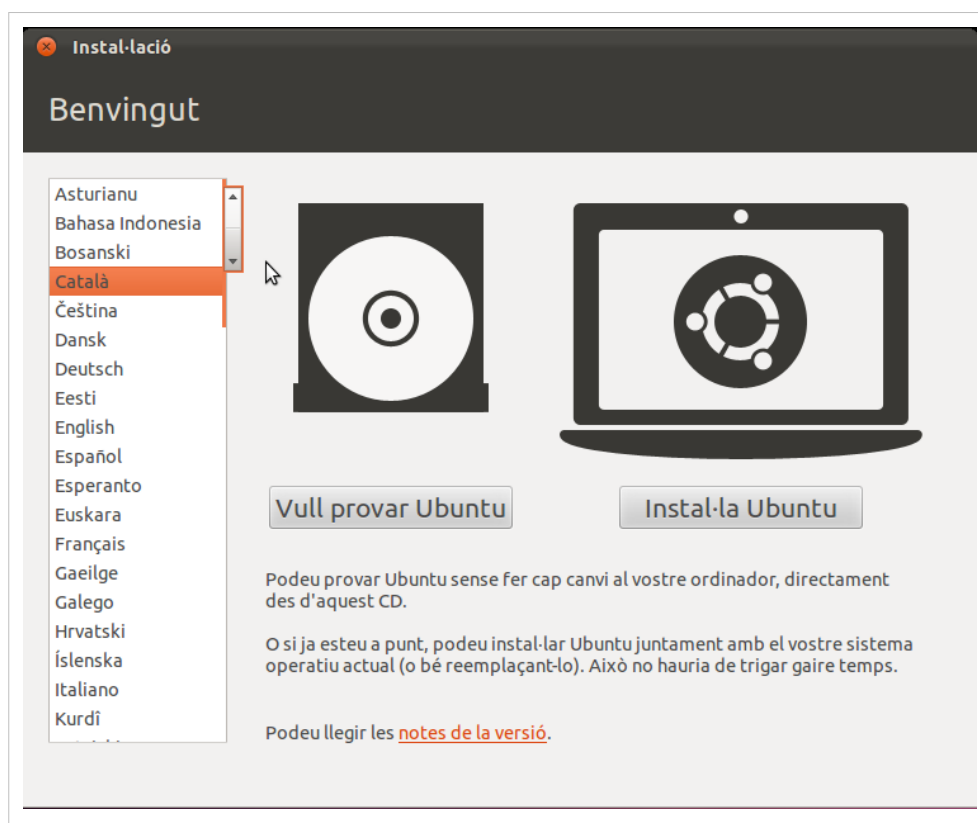 Instal·lació
Benvingut
Asturianu
Bahasa Indonesia
Bosanski
Català
Čeština
Dansk
Deutsch
Eesti
English
Español
Esperanto
Euskara
Français
Gaeilge
Galego
Hrvatski
Íslenska
Italiano
Kurdî
Vull provar Ubuntu
Instal·la Ubuntu
Podeu provar Ubuntu sense fer cap canvi al vostre ordinador, directament
des d'aquest CD.
O si ja esteu a punt, podeu instal·lar Ubuntu juntament amb el vostre sistema
operatiu actual (o bé reemplaçant-lo). Això no hauria de trigar gaire temps.
Podeu llegir les notes de la versió.